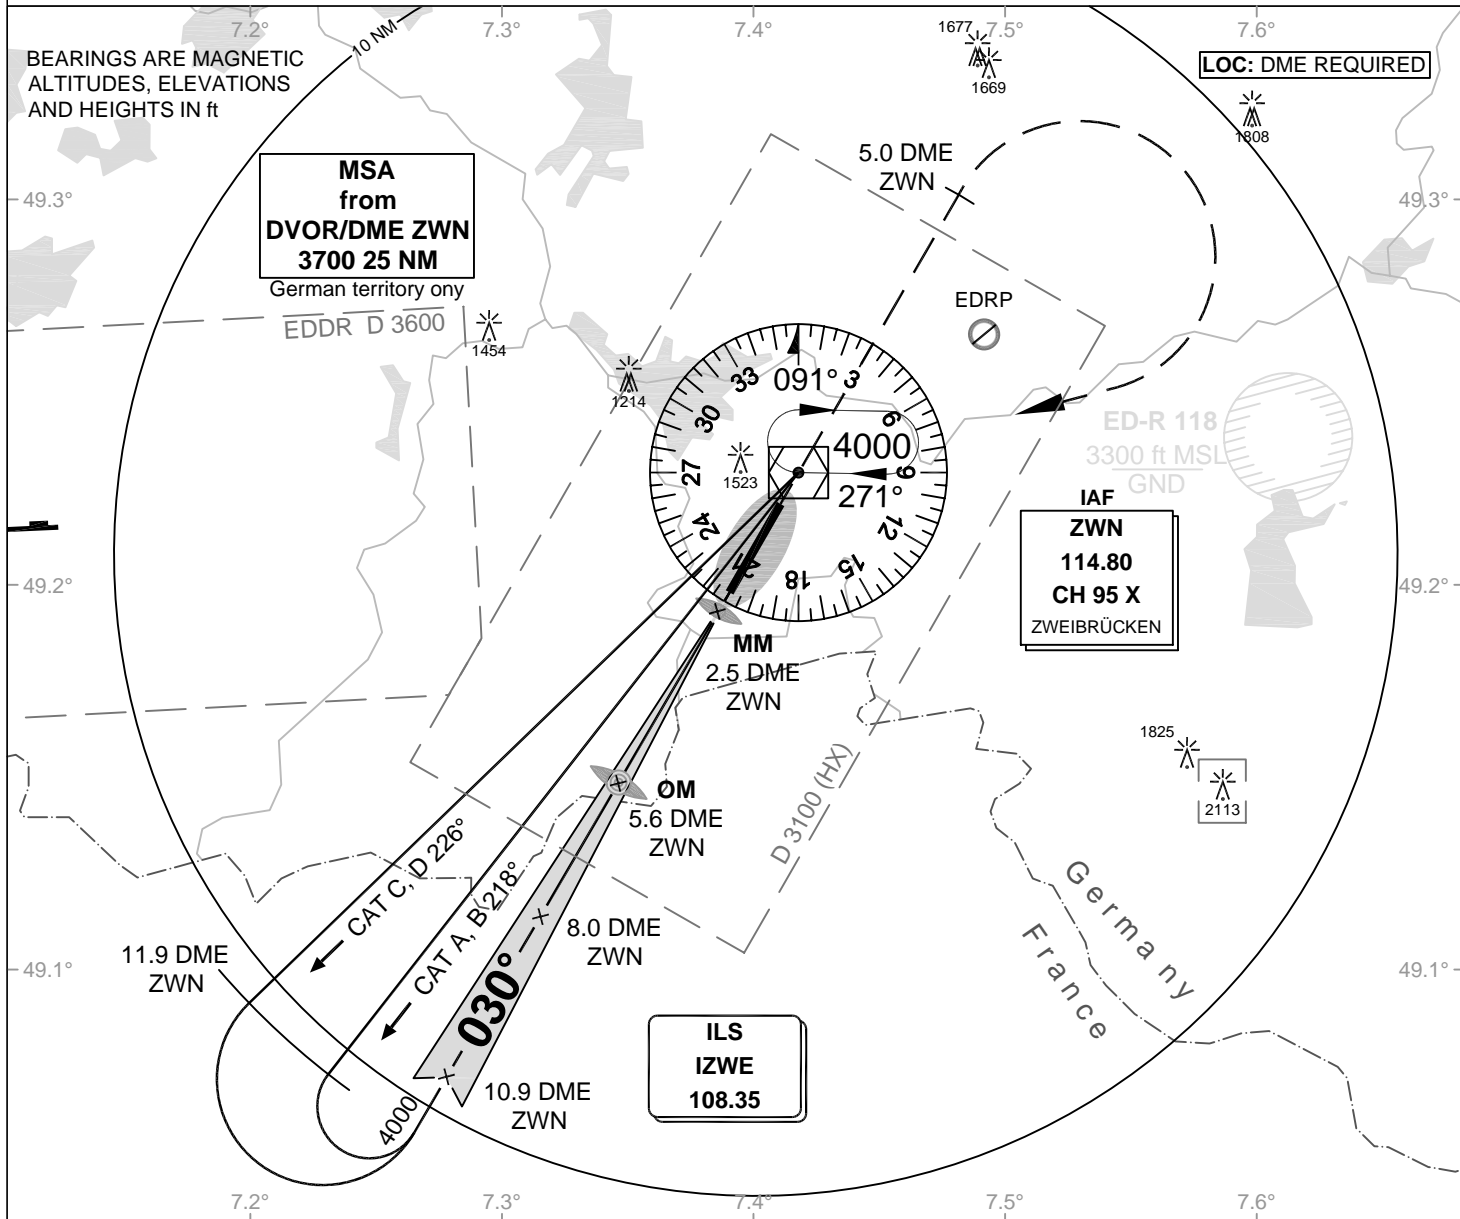 7.2°
7.3°
7.4°
7.5°
7.6°
10 NM
BEARINGS ARE MAGNETIC
ALTITUDES, ELEVATIONS
AND HEIGHTS IN ft
1677
1669
LOC: DME REQUIRED
1808
MSA
from
DVOR/DME ZWN
3700 25 NM
German territory ony
5.0 DME
ZWN
49.3°
49.3°
EDDR D 3600
1454
EDRP
1214
33
091°
3
30
6
4000
27
9
1523
271°
24
12
21
18
15
ED-R 118
3300 ft MSL
GND
IAF
ZWN
114.80
CH 95 X
ZWEIBRÜCKEN
49.2°
49.2°
MM
2.5 DME
ZWN
1825
2113
OM
5.6 DME
ZWN
D 3100 (HX)
CAT C, D 226°
CAT A, B 218°
8.0 DME
ZWN
Germany
France
11.9 DME
ZWN
49.1°
49.1°
030°
10.9 DME
ZWN
4000
ILS
IZWE
108.35
7.2°
7.3°
7.4°
7.5°
7.6°